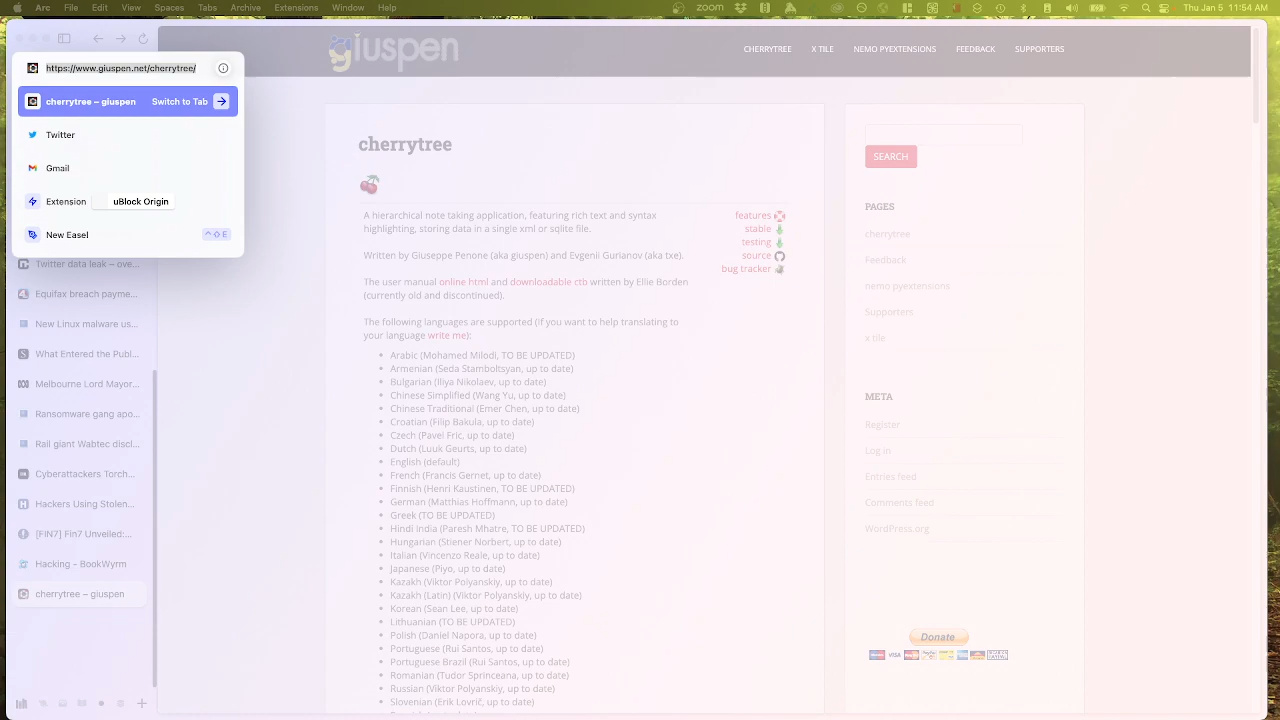 Arc File Edit View Spaces Tabs Archive Extensions Window Help
zoom
Thu Jan 5 11:54 AM
https://www.giuspen.net/cherrytree/
cherrytree – giuspen Switch to Tab
Twitter
Gmail
Extension uBlock Origin
New Easel
E
Twitter data leak – ove...
Equifax breach payme...
New Linux malware us...
What Entered the Publ...
Melbourne Lord Mayor...
Ransomware gang apo...
Rail giant Wabtec discl...
Cyberattackers Torch...
Hackers Using Stolen...
[FIN7] Fin7 Unveiled:...
Hacking - BookWyrm
cherrytree – giuspen
giuspen
CHERRYTREE X TILE NEMO PYEXTENSIONS FEEDBACK SUPPORTERS
cherrytree
A hierarchical note taking application, featuring rich text and syntax
highlighting, storing data in a single xml or sqlite file.
Written by Giuseppe Penone (aka giuspen) and Evgenii Gurianov (aka txe).
The user manual online html and downloadable ctb written by Ellie Borden
(currently old and discontinued).
The following languages are supported (if you want to help translating to
your language write me):
features
stable
testing
source
bug tracker
Arabic (Mohamed Milodi, TO BE UPDATED)
Armenian (Seda Stamboltsyan, up to date)
Bulgarian (Iliya Nikolaev, up to date)
Chinese Simplified (Wang Yu, up to date)
Chinese Traditional (Emer Chen, up to date)
Croatian (Filip Bakula, up to date)
Czech (Pavel Fric, up to date)
Dutch (Luuk Geurts, up to date)
English (default)
French (Francis Gernet, up to date)
Finnish (Henri Kaustinen, TO BE UPDATED)
German (Matthias Hoffmann, up to date)
Greek (TO BE UPDATED)
Hindi India (Paresh Mhatre, TO BE UPDATED)
Hungarian (Stiener Norbert, up to date)
Italian (Vincenzo Reale, up to date)
Japanese (Piyo, up to date)
Kazakh (Viktor Polyanskiy, up to date)
Kazakh (Latin) (Viktor Polyanskiy, up to date)
Korean (Sean Lee, up to date)
Lithuanian (TO BE UPDATED)
Polish (Daniel Napora, up to date)
Portuguese (Rui Santos, up to date)
Portuguese Brazil (Rui Santos, up to date)
Romanian (Tudor Sprinceana, up to date)
Russian (Viktor Polyanskiy, up to date)
Slovenian (Erik Lovrič, up to date)
SEARCH
PAGES
cherrytree
Feedback
nemo pyextensions
Supporters
x tile
META
Register
Log in
Entries feed
Comments feed
WordPress.org
Donate
VISA